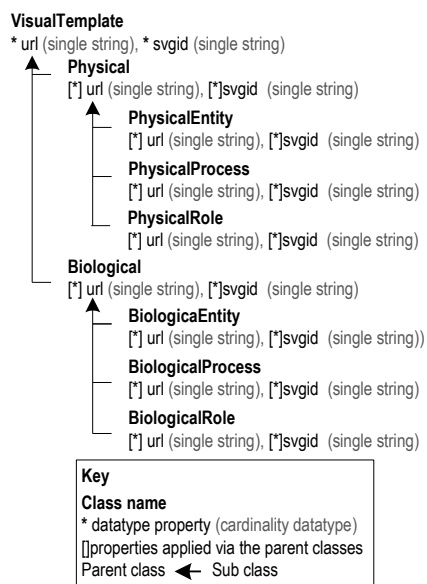 VisualTemplate
* url (single string), * svgid (single string)
Physical
[*] url (single string), [*]svgid (single string)
PhysicalEntity
[*] url (single string), [*]svgid (single string)
PhysicalProcess
[*] url (single string), [*]svgid (single string)
PhysicalRole
[*] url (single string), [*]svgid (single string)
Biological
[*] url (single string), [*]svgid (single string)
BiologicaEntity
[*] url (single string), [*]svgid (single string))
BiologicalProcess
[*] url (single string), [*]svgid (single string)
BiologicalRole
[*] url (single string), [*]svgid (single string)
Key
Class name
* datatype property (cardinality datatype)
[]properties applied via the parent classes
Parent class Sub class